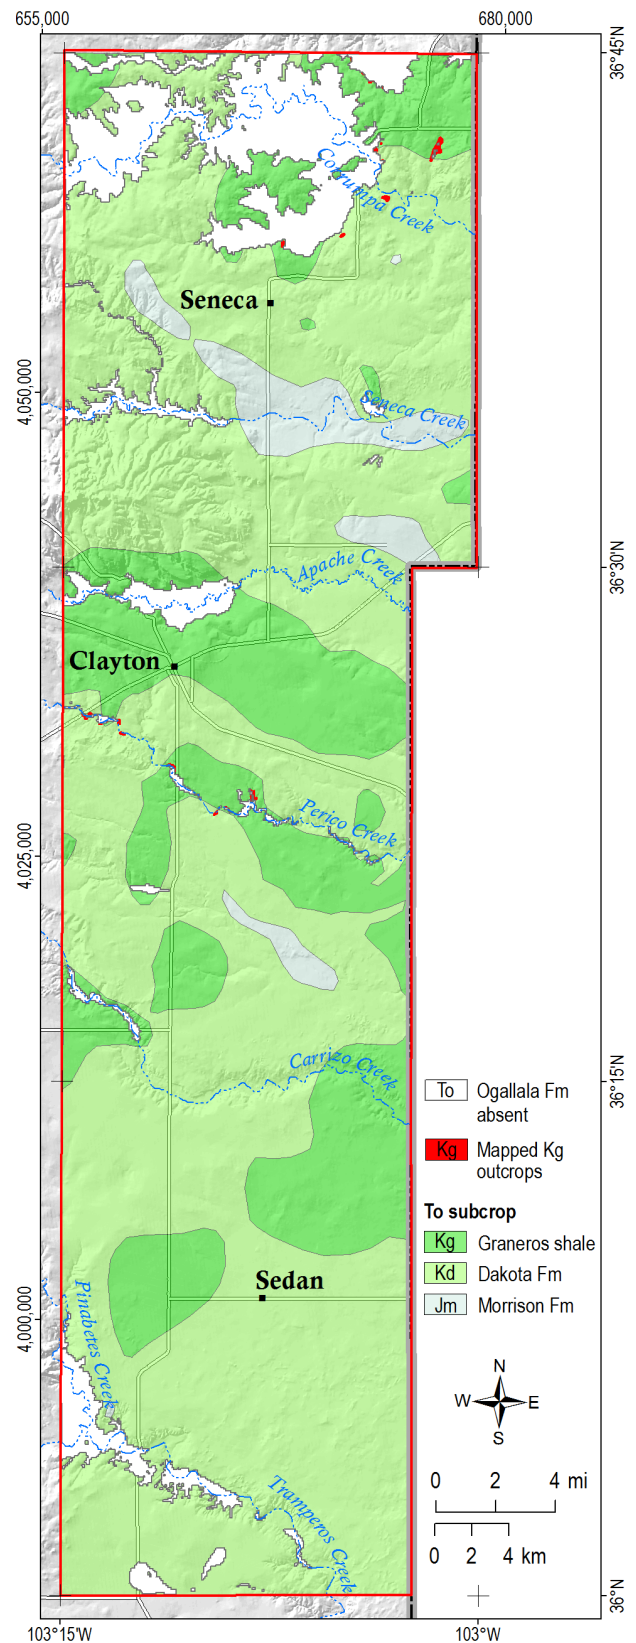 655,000
680,000
36°45'N
Corrumpa Creek
Seneca
4,050,000
Seneca Creek
Apache Creek
36°30'N
Clayton
Perico Creek
4,025,000
Carrizo Creek
36°15'N
To Ogallala Fm
absent
Kg Mapped Kg
outcrops
To subcrop
Kg Graneros shale
Kd Dakota Fm
Jm Morrison Fm
Sedan
4,000,000
Pinabetes Creek
N
W E
S
0 2 4 mi
0 2 4 km
Tramperos Creek
36°N
103°15'W
103°W